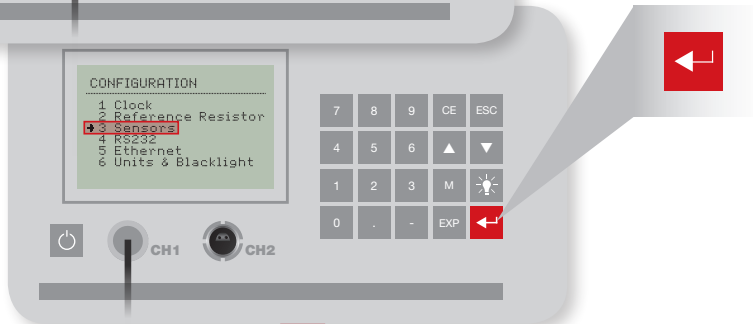 CONFIGURATION
1 Clock
2 Reference Resistor
3 Sensors
4 RS232
5 Ethernet
6 Units & Blacklight
7 8 9 CE ESC
4 5 6
1 2 3 M
0 . - EXP
CH1 CH2